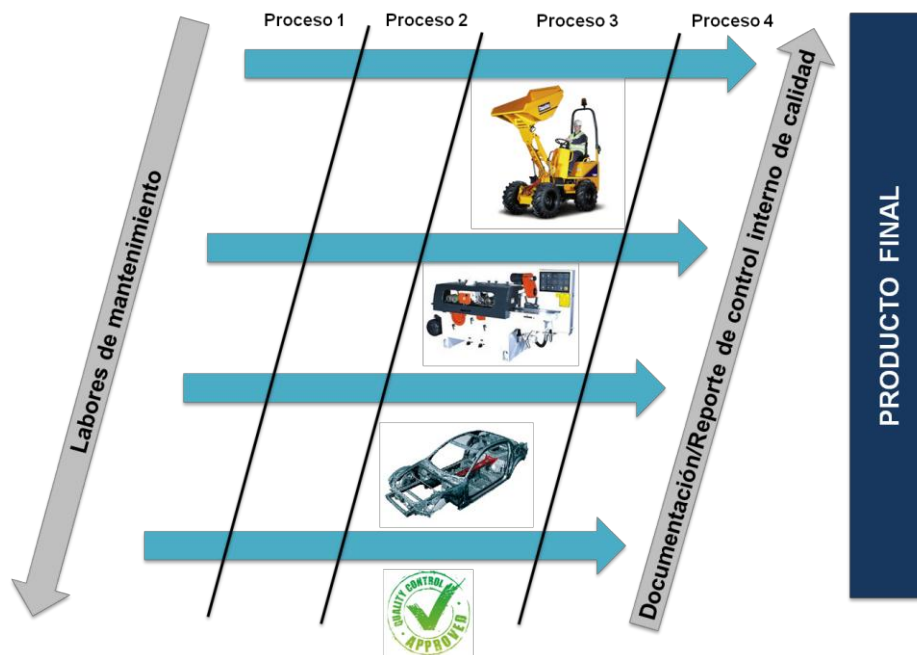 Proceso 1
Proceso 2
Proceso 3
Proceso 4
Labores de mantenimiento
Documentación/Reporte de control interno de calidad
PRODUCTO FINAL
QUALITY CONTROL
APPROVED